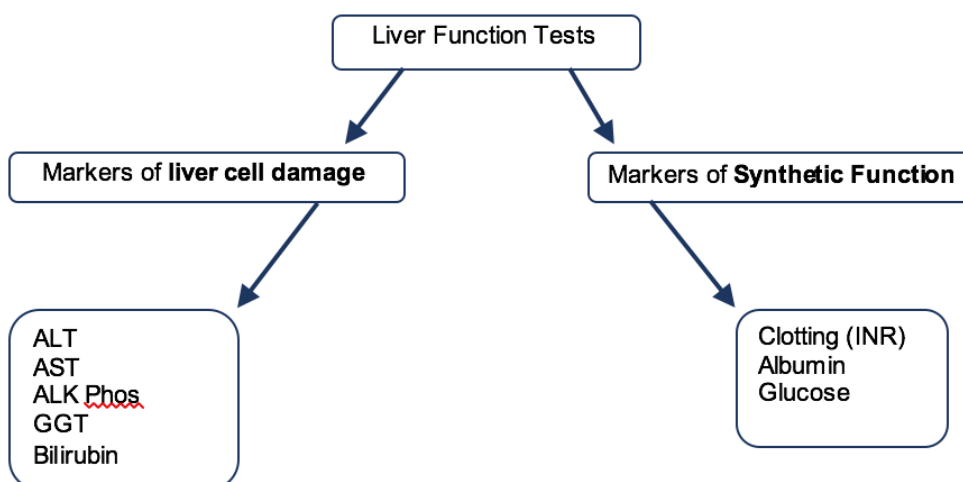 Liver Function Tests
Markers of liver cell damage
Markers of Synthetic Function
ALT
AST
ALK Phos
GGT
Bilirubin
Clotting (INR)
Albumin
Glucose